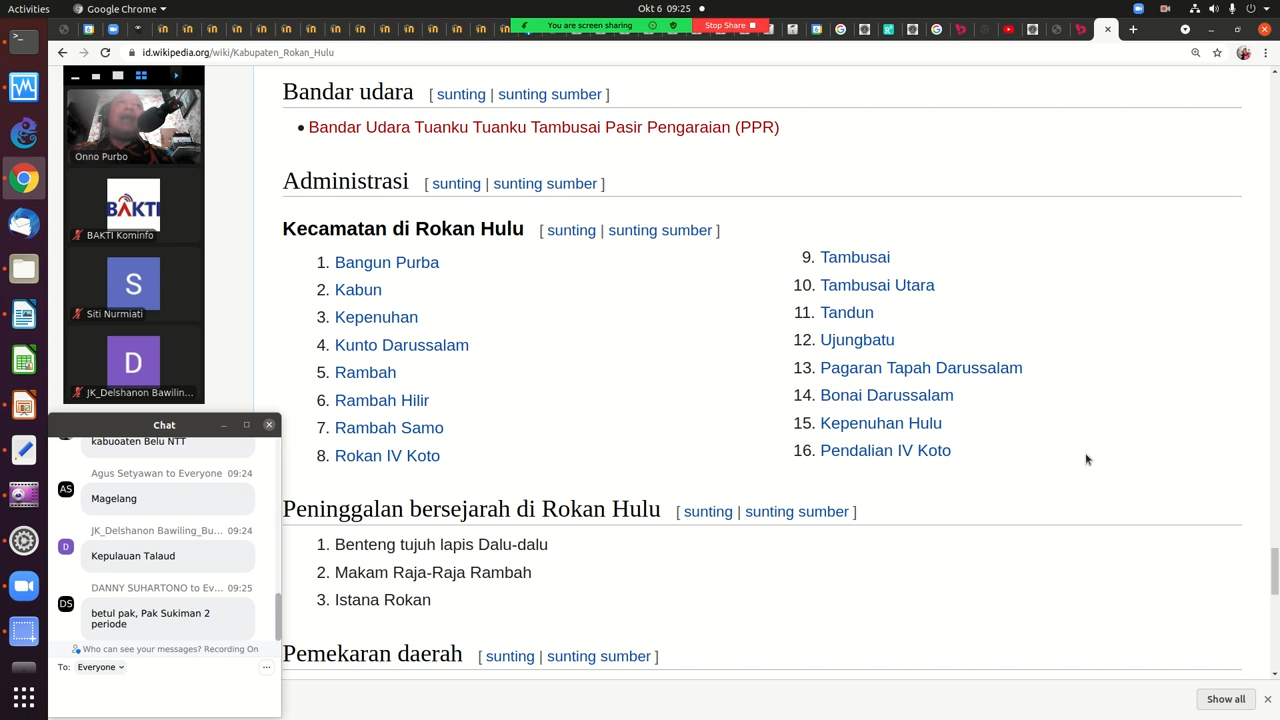 Activities
Google Chrome
Okt 6 09:25
You are screen sharing
Stop Share
id.wikipedia.org/wiki/Kabupaten_Rokan_Hulu
Onno Purbo
BAKTI
BAKTI Kominfo
S
Siti Nurmiati
D
JK_Delshanon Bawilin...
Chat
kabuoaten Belu NTT
Agus Setyawan to Everyone 09:24
AS
Magelang
JK_Delshanon Bawiling_Bu... 09:24
D
Kepulauan Talaud
DANNY SUHARTONO to Ev... 09:25
DS
betul pak, Pak Sukiman 2
periode
Who can see your messages? Recording On
To: Everyone
Bandar udara [ sunting | sunting sumber ]
• Bandar Udara Tuanku Tuanku Tambusai Pasir Pengaraian (PPR)
Administrasi [ sunting | sunting sumber ]
Kecamatan di Rokan Hulu [ sunting | sunting sumber ]
1. Bangun Purba
2. Kabun
3. Kepenuhan
4. Kunto Darussalam
5. Rambah
6. Rambah Hilir
7. Rambah Samo
8. Rokan IV Koto
9. Tambusai
10. Tambusai Utara
11. Tandun
12. Ujungbatu
13. Pagaran Tapah Darussalam
14. Bonai Darussalam
15. Kepenuhan Hulu
16. Pendalian IV Koto
Peninggalan bersejarah di Rokan Hulu [ sunting | sunting sumber ]
1. Benteng tujuh lapis Dalu-dalu
2. Makam Raja-Raja Rambah
3. Istana Rokan
Pemekaran daerah [ sunting | sunting sumber ]
Show all